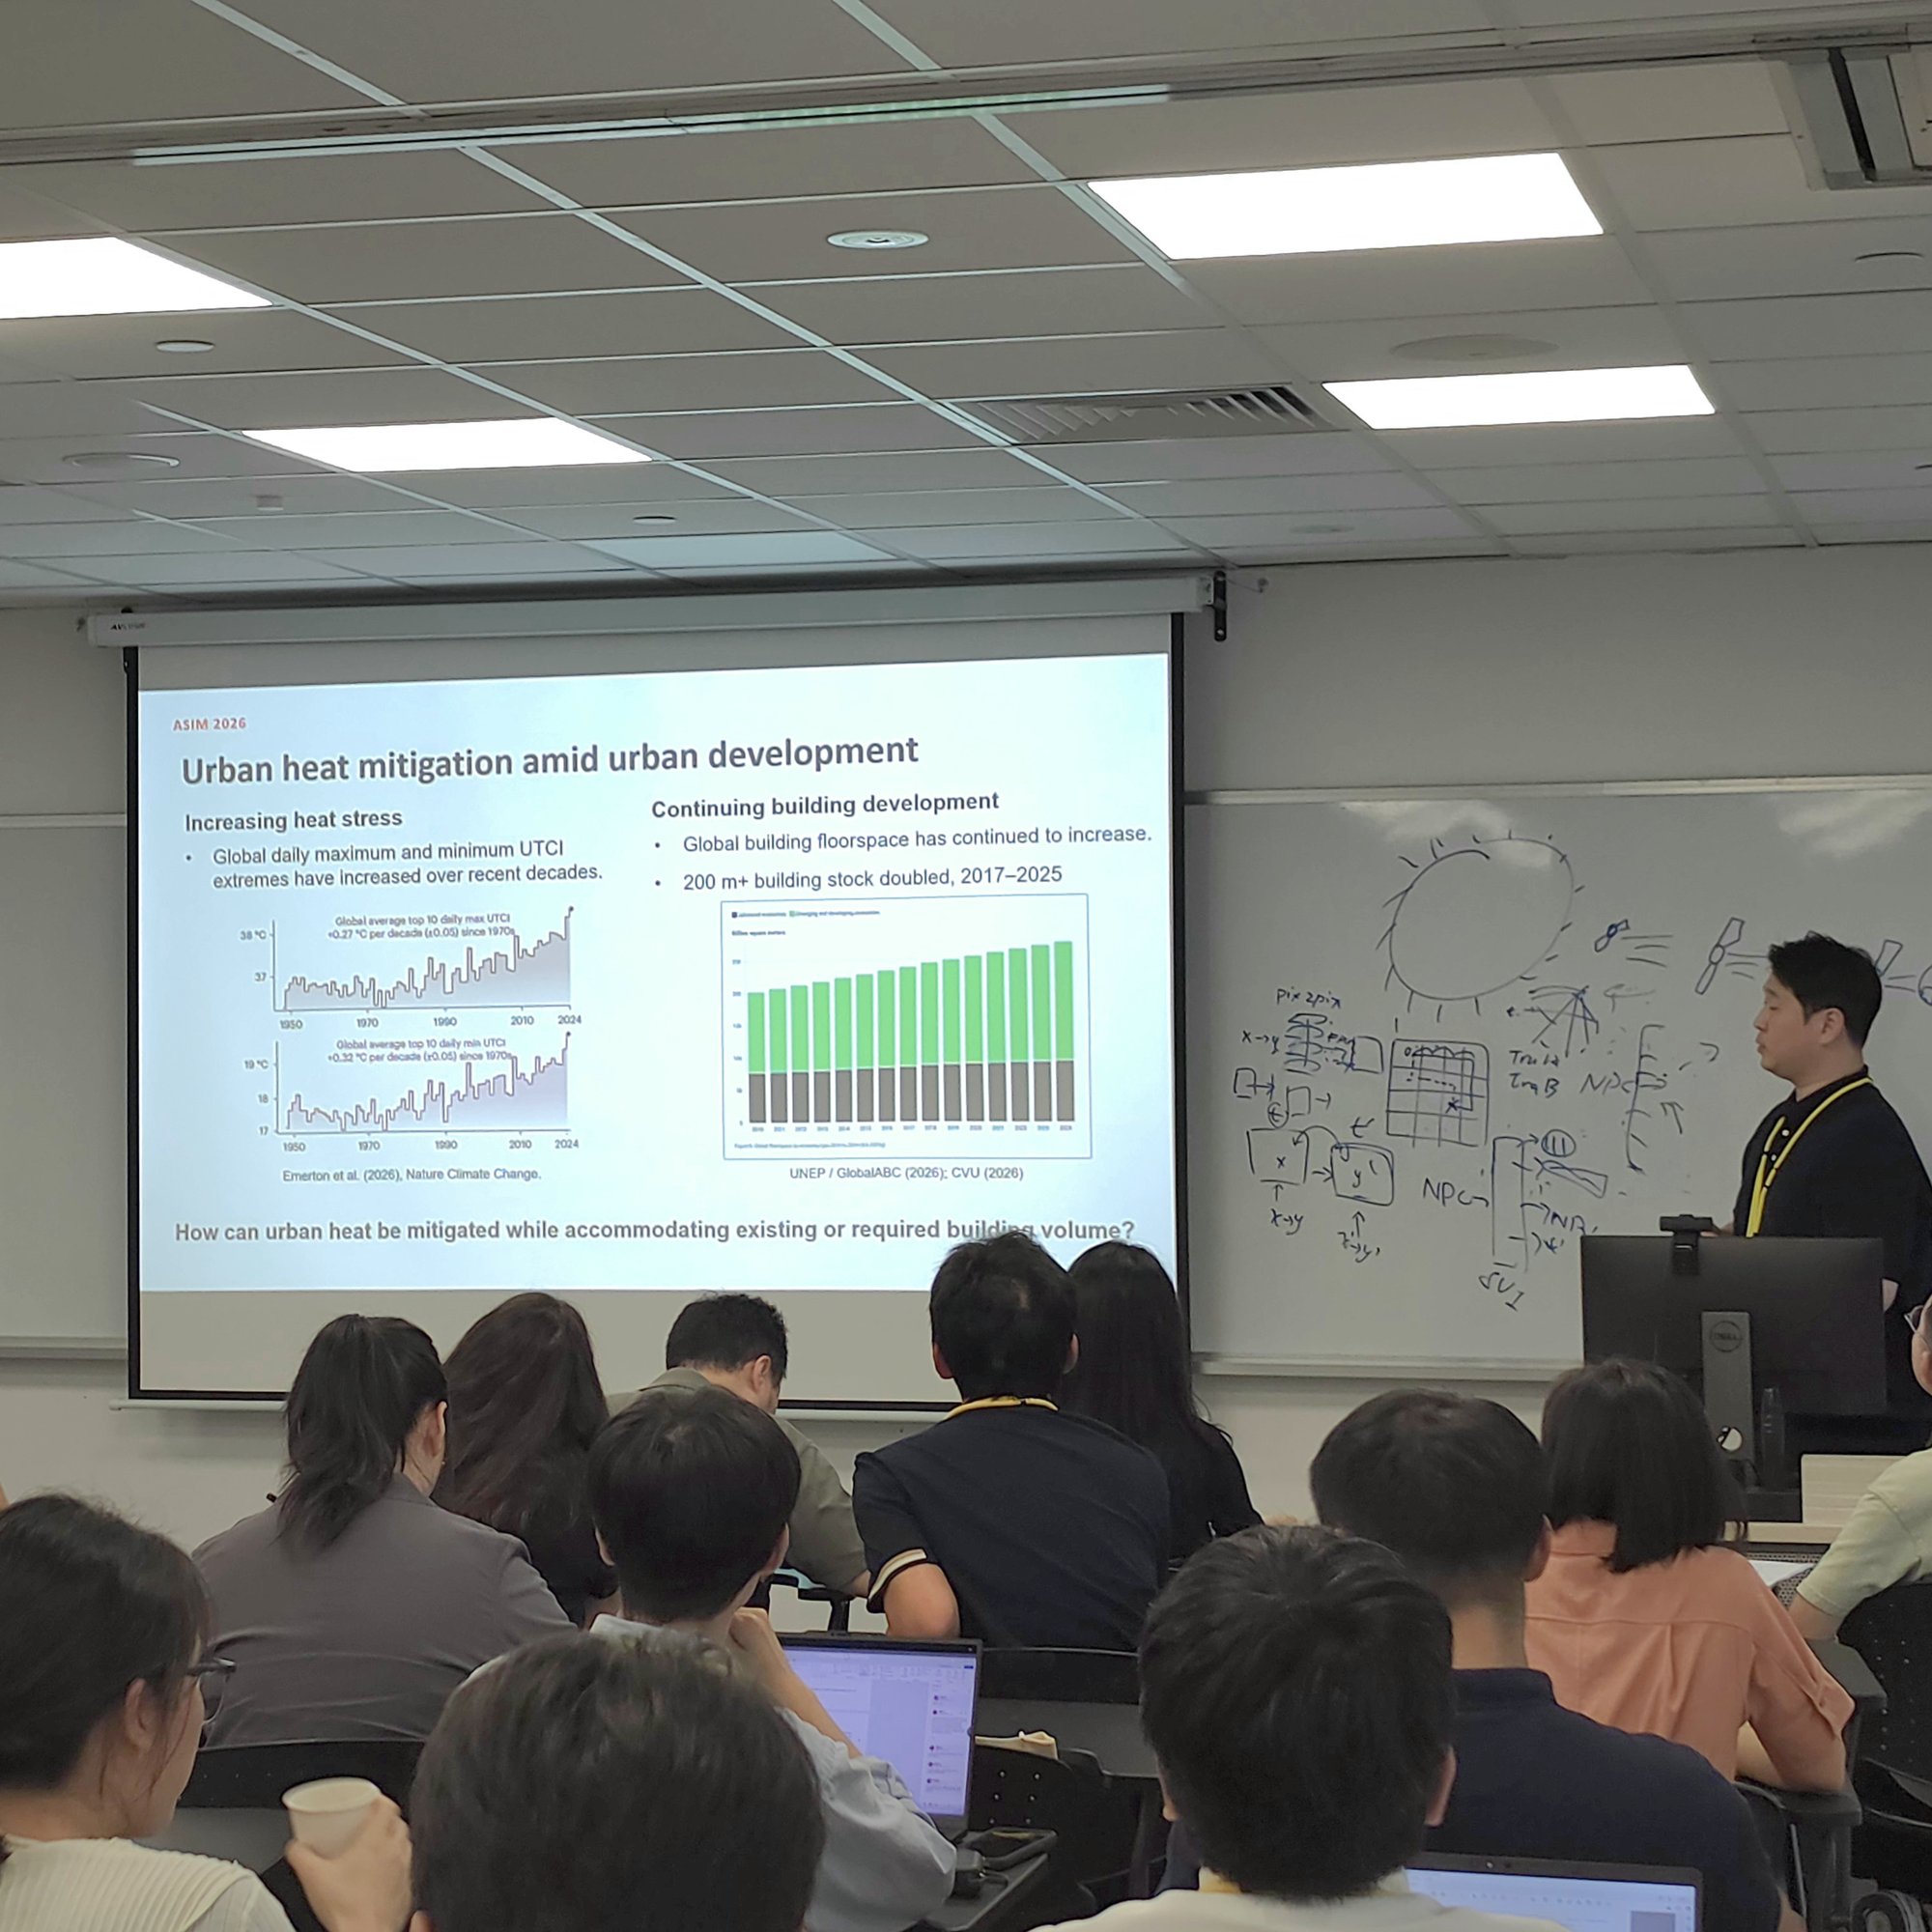 ASIM 2026
Urban heat mitigation amid urban development
Increasing heat stress
• Global daily maximum and minimum UTCI
extremes have increased over recent decades.
Global average top 10 daily max UTCI
+0.27 °C per decade (±0.05) since 1970s
38 °C
37
1950 1970 1990 2010 2024
Global average top 10 daily min UTCI
+0.32 °C per decade (±0.05) since 1970s
19 °C
18
17
1950 1970 1990 2010 2024
Emerton et al. (2026), Nature Climate Change.
Continuing building development
• Global building floorspace has continued to increase.
• 200 m+ building stock doubled, 2017–2025
Billion square meters
UNEP / GlobalABC (2026); CVU (2026)
How can urban heat be mitigated while accommodating existing or required building volume?
pix2pix
x→y
t
x
y'
x→y
NPC
SVI
DELL